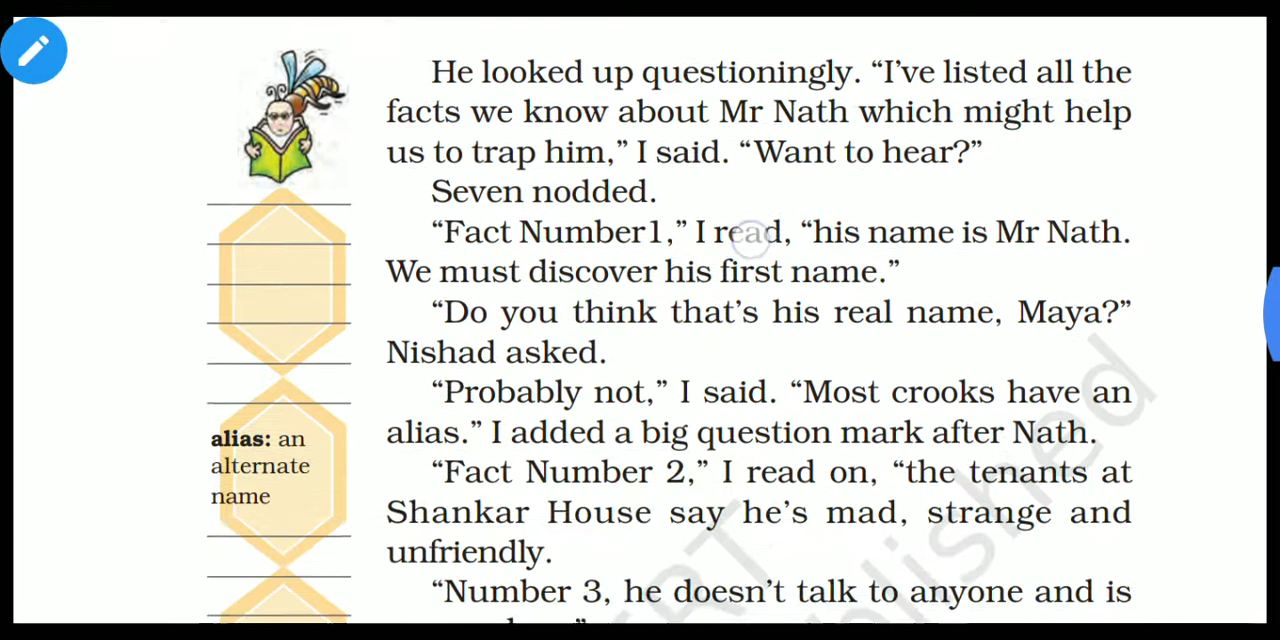 He looked up questioningly. “I’ve listed all the
facts we know about Mr Nath which might help
us to trap him,” I said. “Want to hear?”
Seven nodded.
“Fact Number1,” I read, “his name is Mr Nath.
We must discover his first name.”
“Do you think that’s his real name, Maya?”
Nishad asked.
“Probably not,” I said. “Most crooks have an
alias.” I added a big question mark after Nath.
“Fact Number 2,” I read on, “the tenants at
Shankar House say he’s mad, strange and
unfriendly.
“Number 3, he doesn’t talk to anyone and is
alias: an
alternate
name